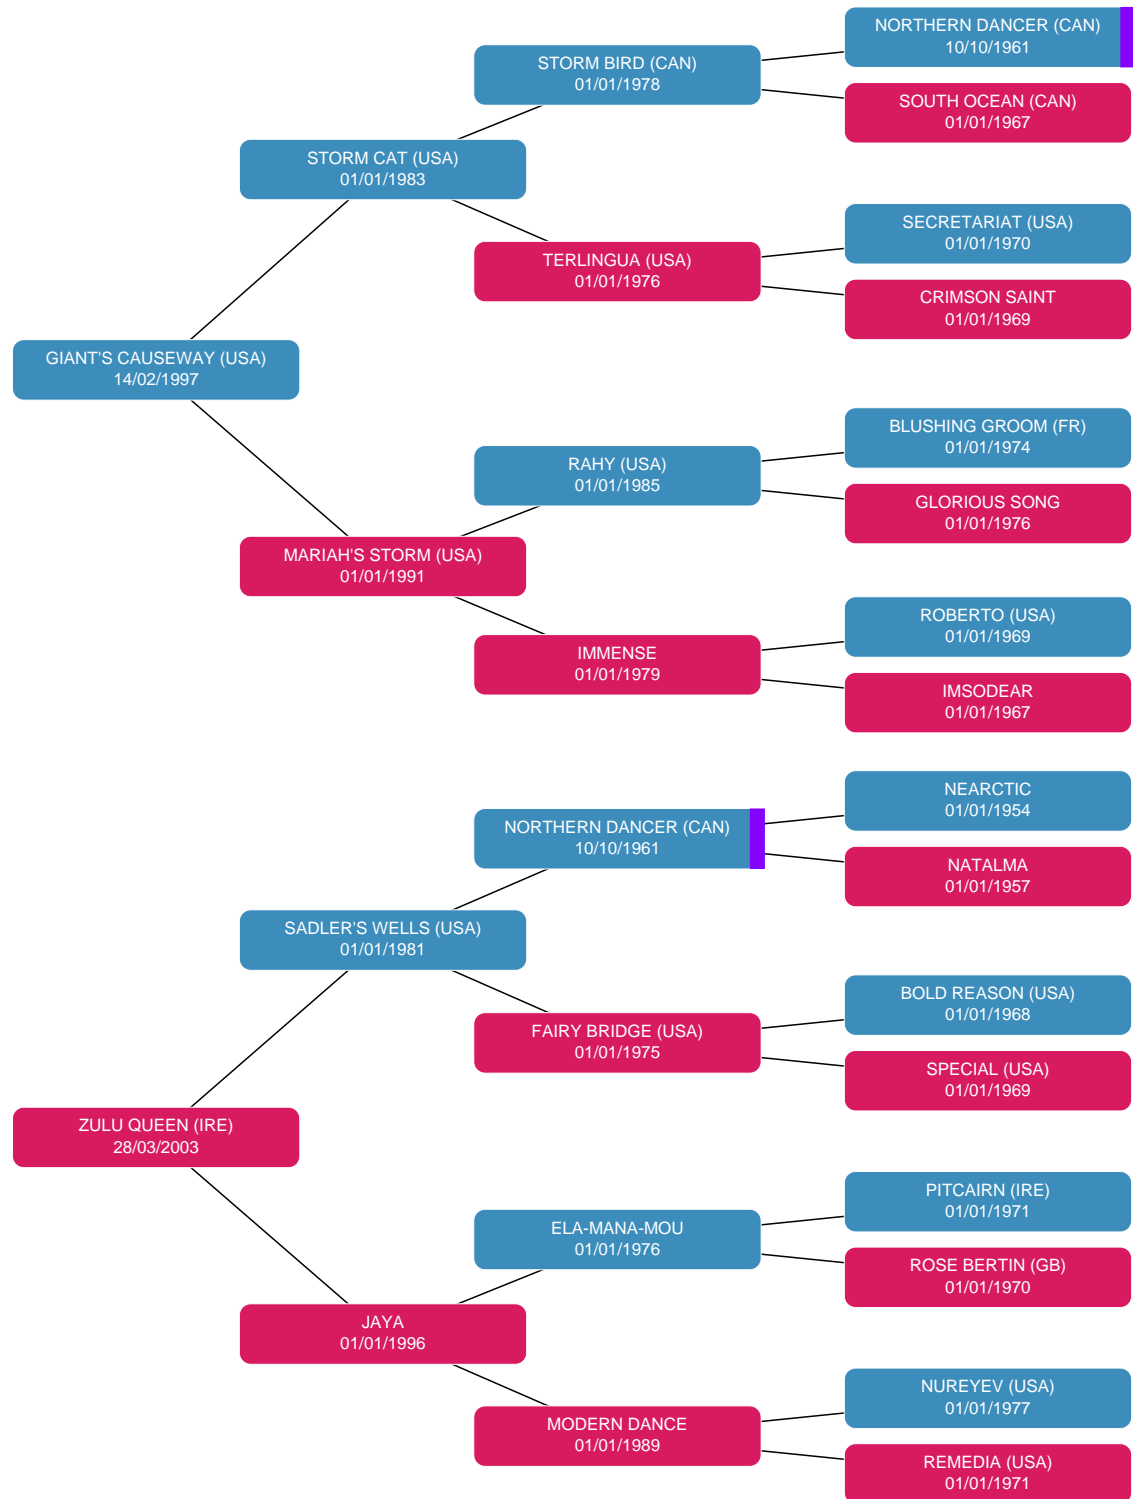 NORTHERN DANCER (CAN)
10/10/1961
STORM BIRD (CAN)
01/01/1978
SOUTH OCEAN (CAN)
01/01/1967
STORM CAT (USA)
01/01/1983
SECRETARIAT (USA)
01/01/1970
TERLINGUA (USA)
01/01/1976
CRIMSON SAINT
01/01/1969
GIANT'S CAUSEWAY (USA)
14/02/1997
BLUSHING GROOM (FR)
01/01/1974
RAHY (USA)
01/01/1985
GLORIOUS SONG
01/01/1976
MARIAH'S STORM (USA)
01/01/1991
ROBERTO (USA)
01/01/1969
IMMENSE
01/01/1979
IMSODEAR
01/01/1967
NEARCTIC
01/01/1954
NORTHERN DANCER (CAN)
10/10/1961
NATALMA
01/01/1957
SADLER'S WELLS (USA)
01/01/1981
BOLD REASON (USA)
01/01/1968
FAIRY BRIDGE (USA)
01/01/1975
SPECIAL (USA)
01/01/1969
ZULU QUEEN (IRE)
28/03/2003
PITCAIRN (IRE)
01/01/1971
ELA-MANA-MOU
01/01/1976
ROSE BERTIN (GB)
01/01/1970
JAYA
01/01/1996
NUREYEV (USA)
01/01/1977
MODERN DANCE
01/01/1989
REMEDIA (USA)
01/01/1971